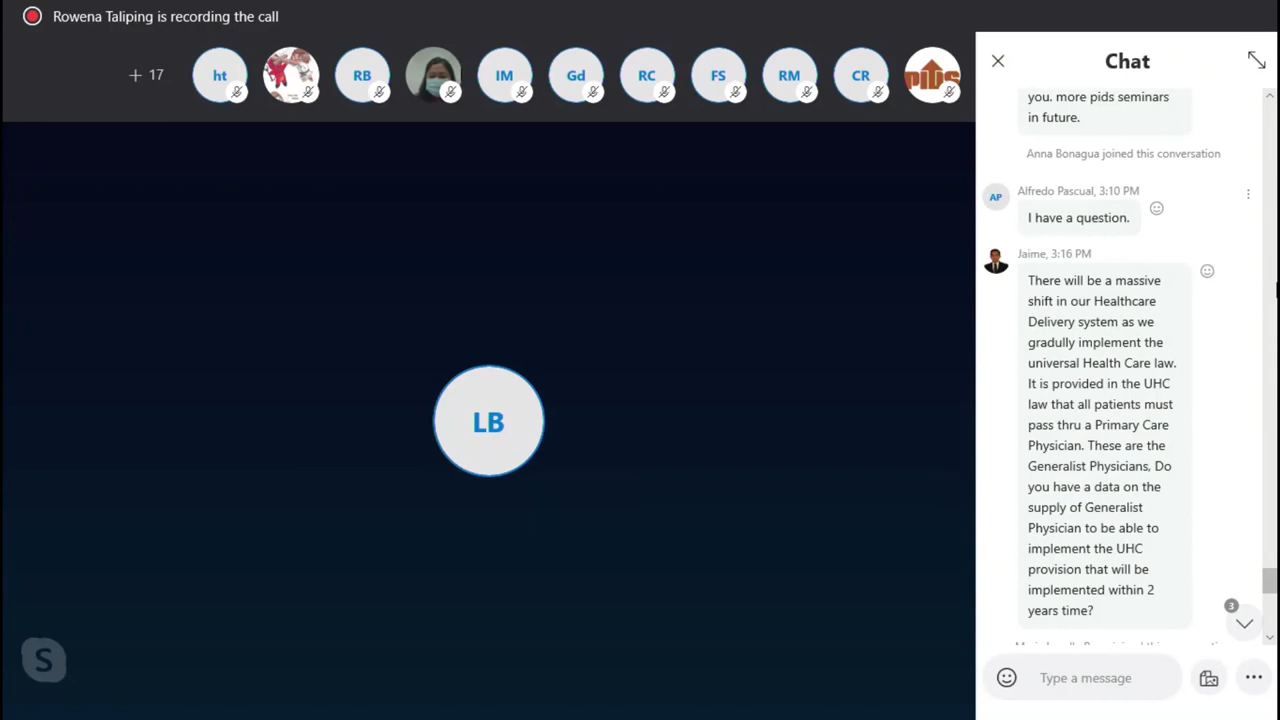 Rowena Taliping is recording the call
+ 17
ht
RB
IM
Gd
RC
FS
RM
CR
PIDS
LB
S
Chat
you. more pids seminars
in future.
Anna Bonagua joined this conversation
AP
Alfredo Pascual, 3:10 PM
I have a question.
Jaime, 3:16 PM
There will be a massive
shift in our Healthcare
Delivery system as we
gradully implement the
universal Health Care law.
It is provided in the UHC
law that all patients must
pass thru a Primary Care
Physician. These are the
Generalist Physicians, Do
you have a data on the
supply of Generalist
Physician to be able to
implement the UHC
provision that will be
implemented within 2
years time?
3
Type a message